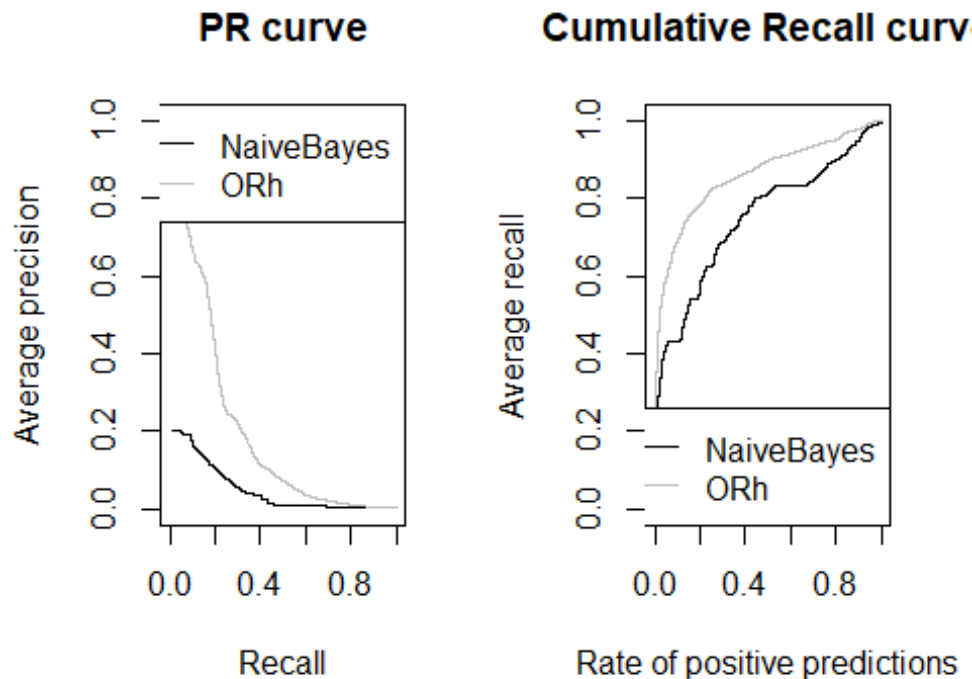 PR curve
Average precision
1.0
0.8
0.6
0.4
0.2
0.0
NaiveBayes
ORh
0.0 0.4 0.8
Recall
Cumulative Recall curv
Average recall
1.0
0.8
0.6
0.4
0.2
0.0
NaiveBayes
ORh
0.0 0.4 0.8
Rate of positive predictions